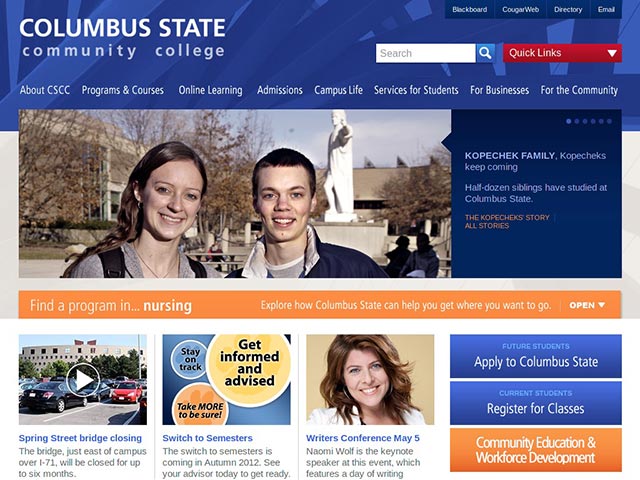 Blackboard CougarWeb Directory Email
COLUMBUS STATE
community college
Search
Quick Links
About CSCC Programs & Courses Online Learning Admissions Campus Life Services for Students For Businesses For the Community
KOPECHEK FAMILY, Kopecheks
keep coming
Half-dozen siblings have studied at
Columbus State.
THE KOPECHEKS' STORY
ALL STORIES
Find a program in... nursing
Explore how Columbus State can help you get where you want to go.
OPEN
Stay
on
track
Get
informed
and
advised
Take MORE
to be sure!
Spring Street bridge closing
The bridge, just east of campus
over I-71, will be closed for up
to six months.
Switch to Semesters
The switch to semesters is
coming in Autumn 2012. See
your advisor today to get ready.
Writers Conference May 5
Naomi Wolf is the keynote
speaker at this event, which
features a day of writing
FUTURE STUDENTS
Apply to Columbus State
CURRENT STUDENTS
Register for Classes
Community Education &
Workforce Development